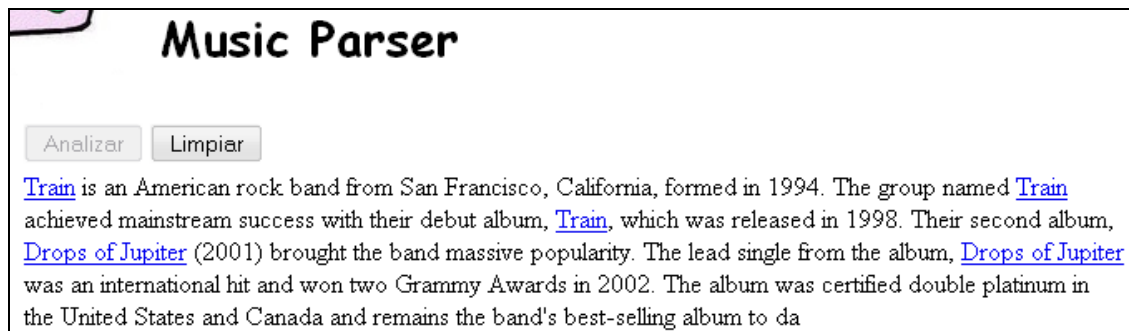 Music Parser
Analizar Limpiar
Train is an American rock band from San Francisco, California, formed in 1994. The group named Train
achieved mainstream success with their debut album, Train, which was released in 1998. Their second album,
Drops of Jupiter (2001) brought the band massive popularity. The lead single from the album, Drops of Jupiter
was an international hit and won two Grammy Awards in 2002. The album was certified double platinum in
the United States and Canada and remains the band's best-selling album to da